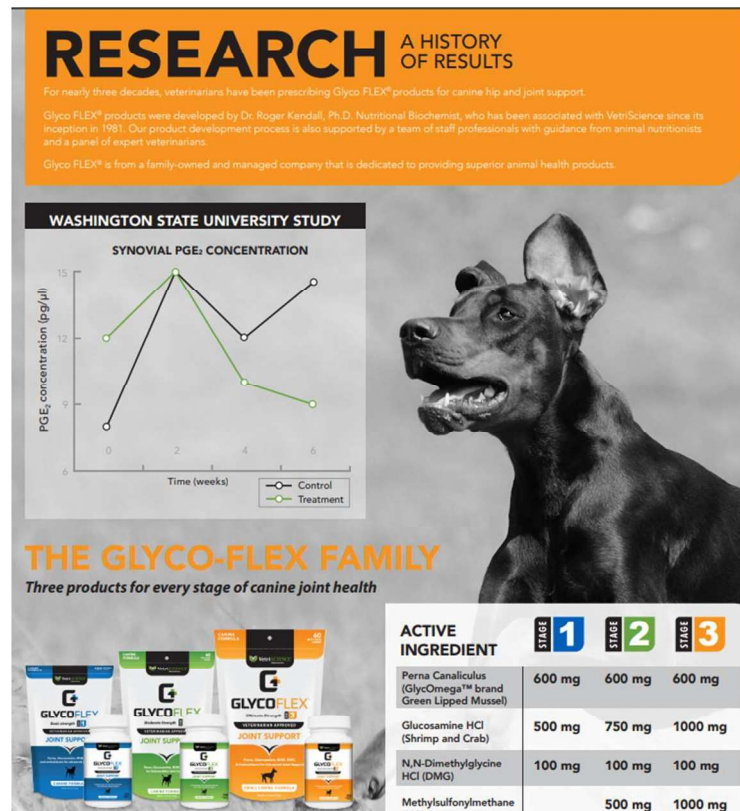 RESEARCH
A HISTORY
OF RESULTS
For nearly three decades, veterinarians have been prescribing Glyco FLEX® products for canine hip and joint support.
Glyco FLEX® products were developed by Dr. Roger Kendall, Ph.D. Nutritional Biochemist, who has been associated with VetriScience since its
inception in 1981. Our product development process is also supported by a team of staff professionals with guidance from animal nutritionists
and a panel of expert veterinarians.
Glyco FLEX® is from a family-owned and managed company that is dedicated to providing superior animal health products.
WASHINGTON STATE UNIVERSITY STUDY
SYNOVIAL PGE₂ CONCENTRATION
PGE₂ concentration (pg/µl)
15
12
9
6
0 2 4 6
Time (weeks)
Control
Treatment
THE GLYCO-FLEX FAMILY
Three products for every stage of canine joint health
CANINE FORMULA
60
VetriSCIENCE
GLYCOFLEX
VETERINARIAN APPROVED
JOINT SUPPORT
GLYCOFLEX
JOINT SUPPO
GLYCOFLEX
JOINT SUPPO
ACTIVE
INGREDIENT
STAGE 1 STAGE 2 STAGE 3
Perna Canaliculus
(GlycOmega™ brand
Green Lipped Mussel)
600 mg 600 mg 600 mg
Glucosamine HCl
(Shrimp and Crab)
500 mg 750 mg 1000 mg
N,N-Dimethylglycine
HCl (DMG)
100 mg 100 mg 100 mg
Methylsulfonylmethane
500 mg 1000 mg